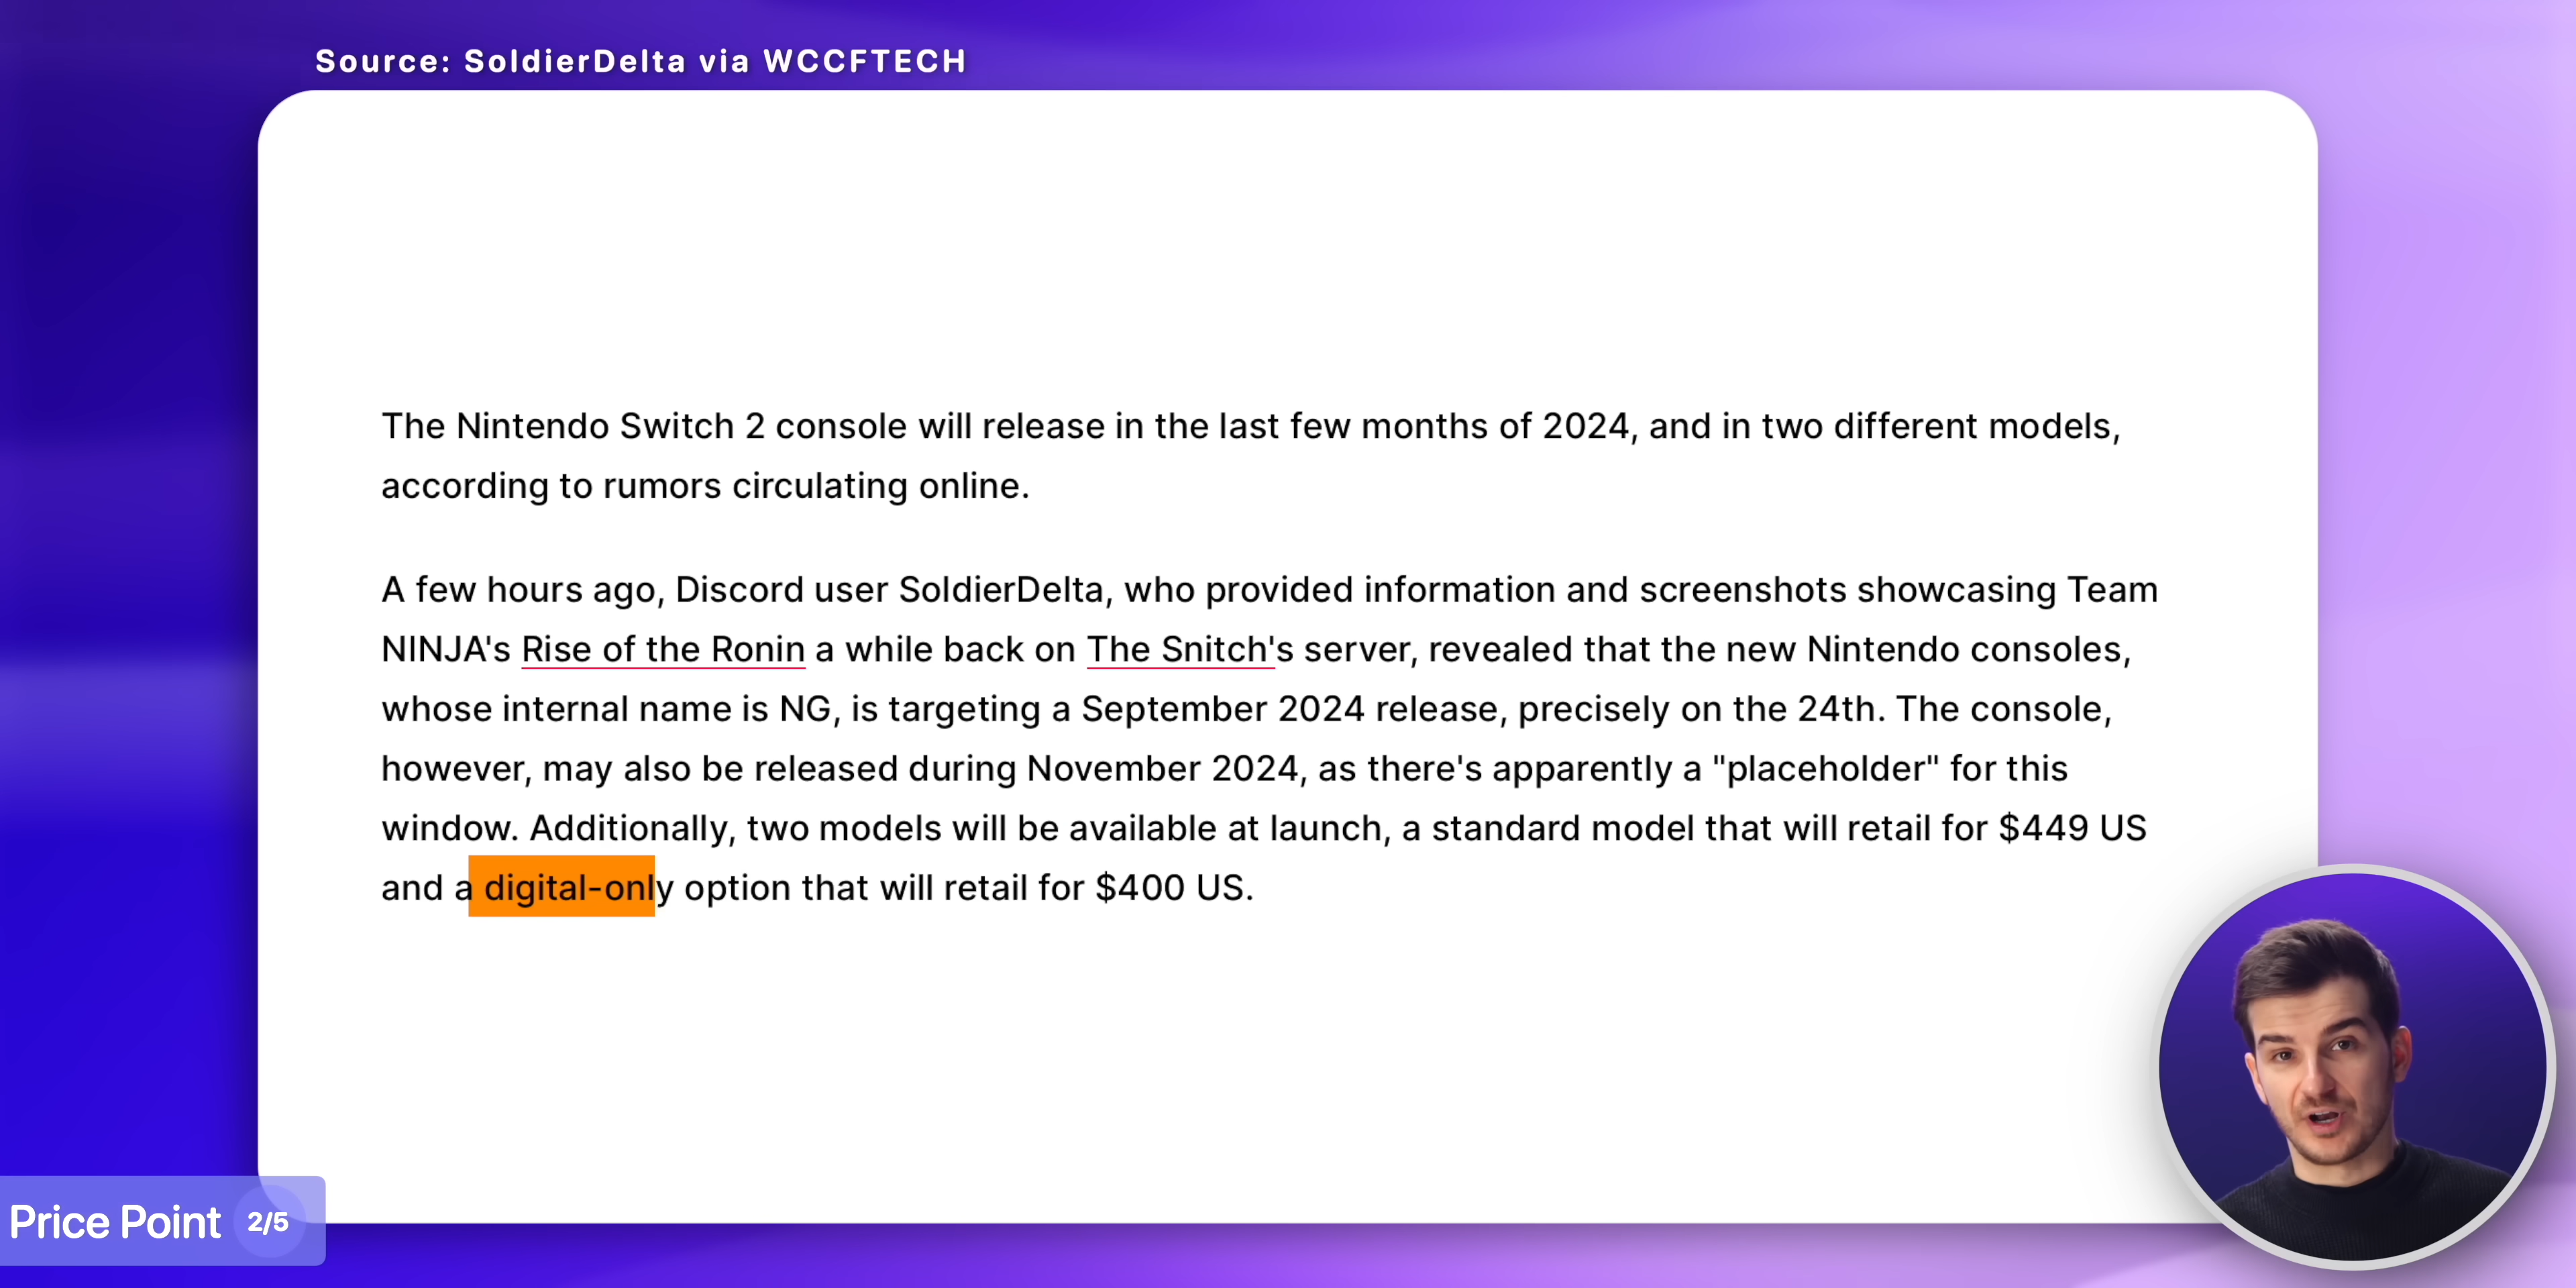 Source: SoldierDelta via WCCFTECH
The Nintendo Switch 2 console will release in the last few months of 2024, and in two different models,
according to rumors circulating online.
A few hours ago, Discord user SoldierDelta, who provided information and screenshots showcasing Team
NINJA's Rise of the Ronin a while back on The Snitch's server, revealed that the new Nintendo consoles,
whose internal name is NG, is targeting a September 2024 release, precisely on the 24th. The console,
however, may also be released during November 2024, as there's apparently a "placeholder" for this
window. Additionally, two models will be available at launch, a standard model that will retail for $449 US
and a digital-only option that will retail for $400 US.
Price Point 2/5